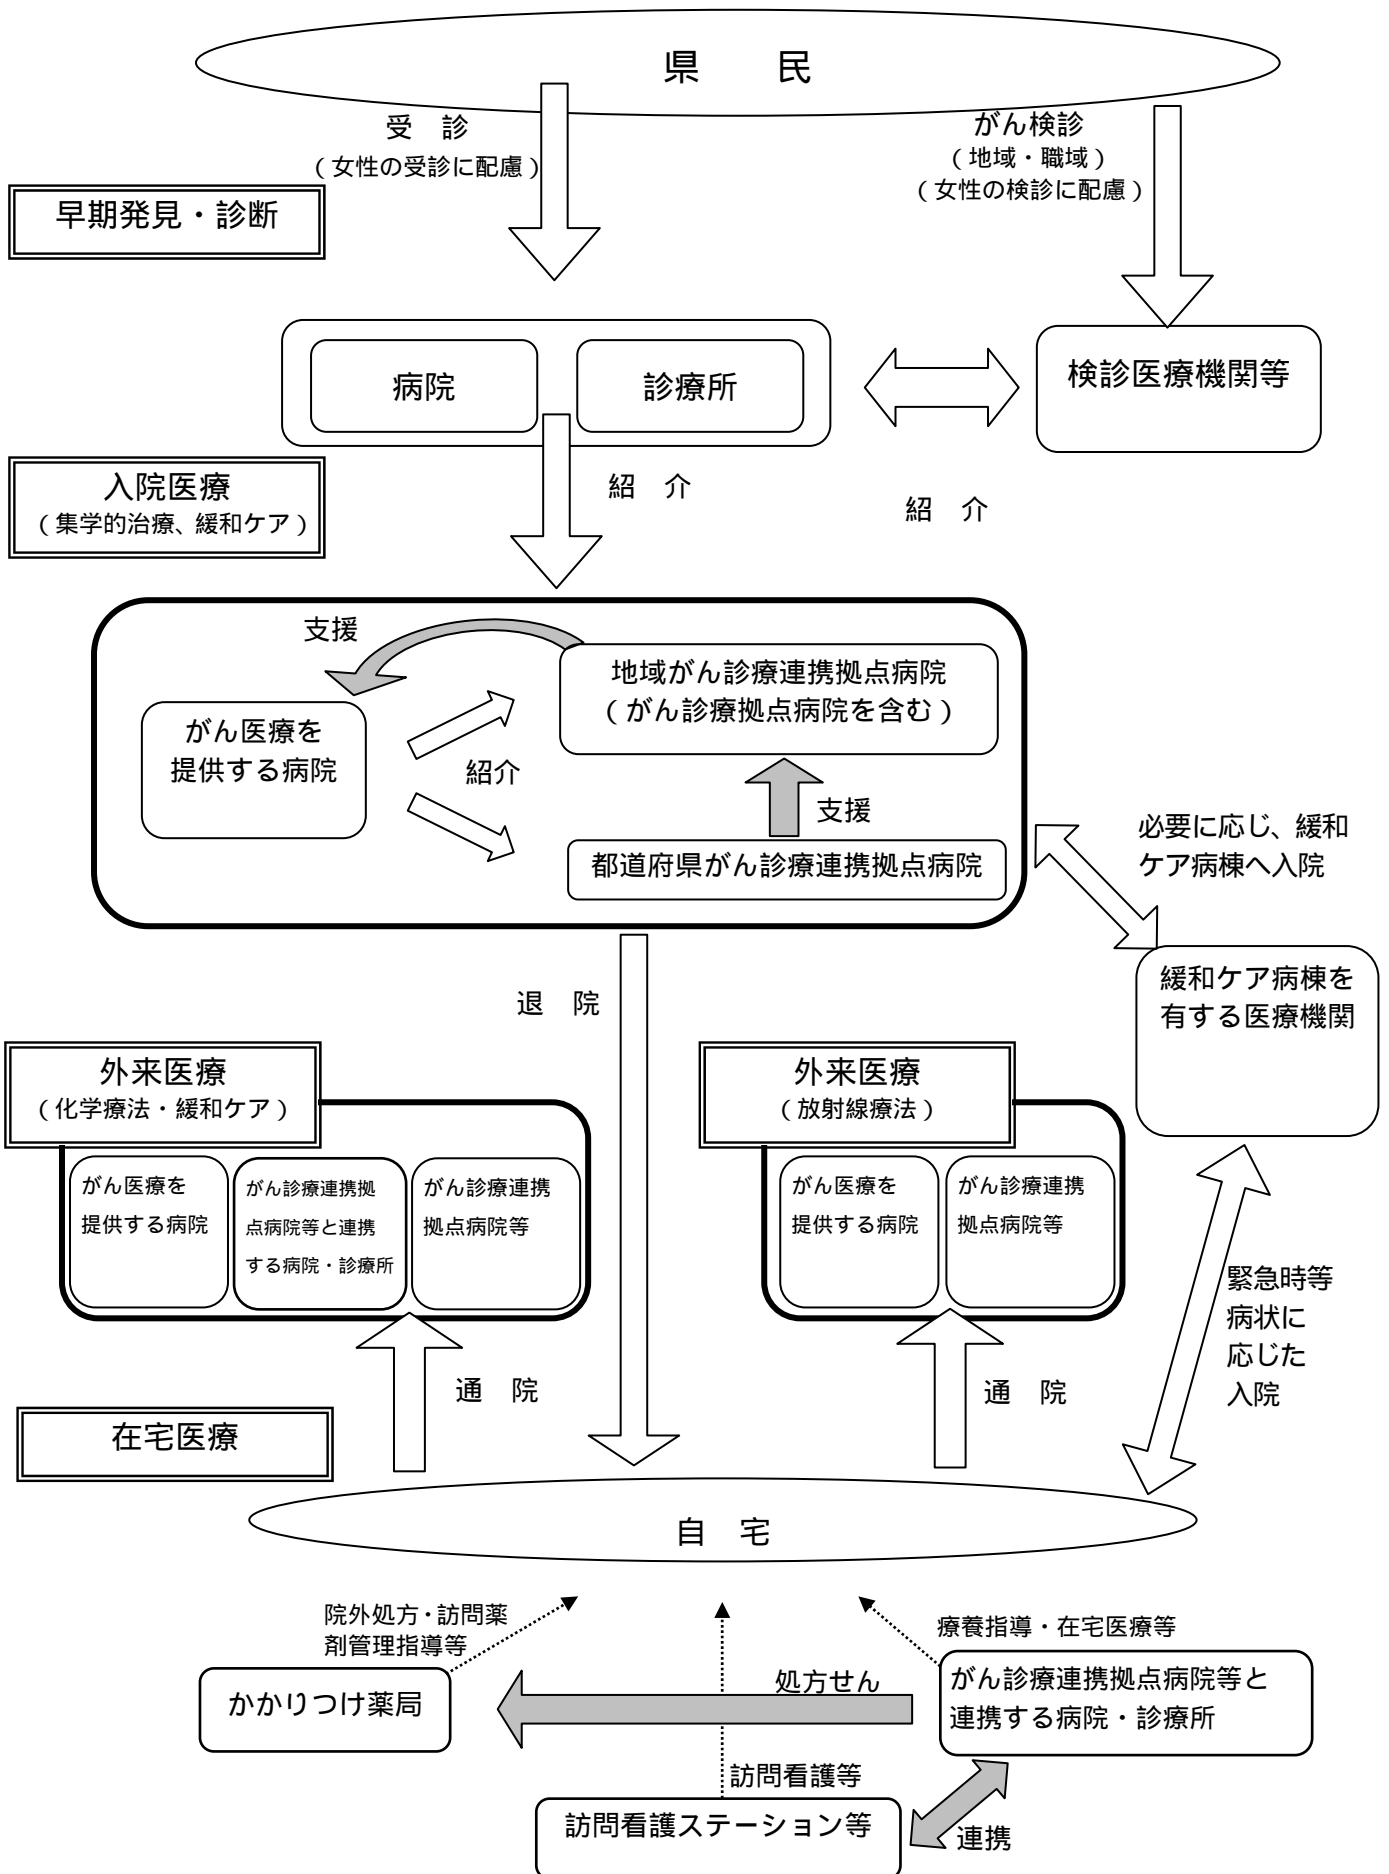 県　　民
受　診
（女性の受診に配慮）
がん検診
（地域・職域）
（女性の検診に配慮）
早期発見・診断
病院
診療所
検診医療機関等
入院医療
（集学的治療、緩和ケア）
紹　介
紹　介
支援
地域がん診療連携拠点病院
（がん診療拠点病院を含む）
がん医療を
提供する病院
紹介
支援
都道府県がん診療連携拠点病院
必要に応じ、緩和
ケア病棟へ入院
緩和ケア病棟を
有する医療機関
退　院
外来医療
（化学療法・緩和ケア）
がん医療を
提供する病院
がん診療連携拠
点病院等と連携
する病院・診療所
がん診療連携
拠点病院等
外来医療
（放射線療法）
がん医療を
提供する病院
がん診療連携
拠点病院等
緊急時等
病状に
応じた
入院
通　院
通　院
在宅医療
自　宅
院外処方・訪問薬
剤管理指導等
療養指導・在宅医療等
かかりつけ薬局
処方せん
がん診療連携拠点病院等と
連携する病院・診療所
訪問看護等
訪問看護ステーション等
連携